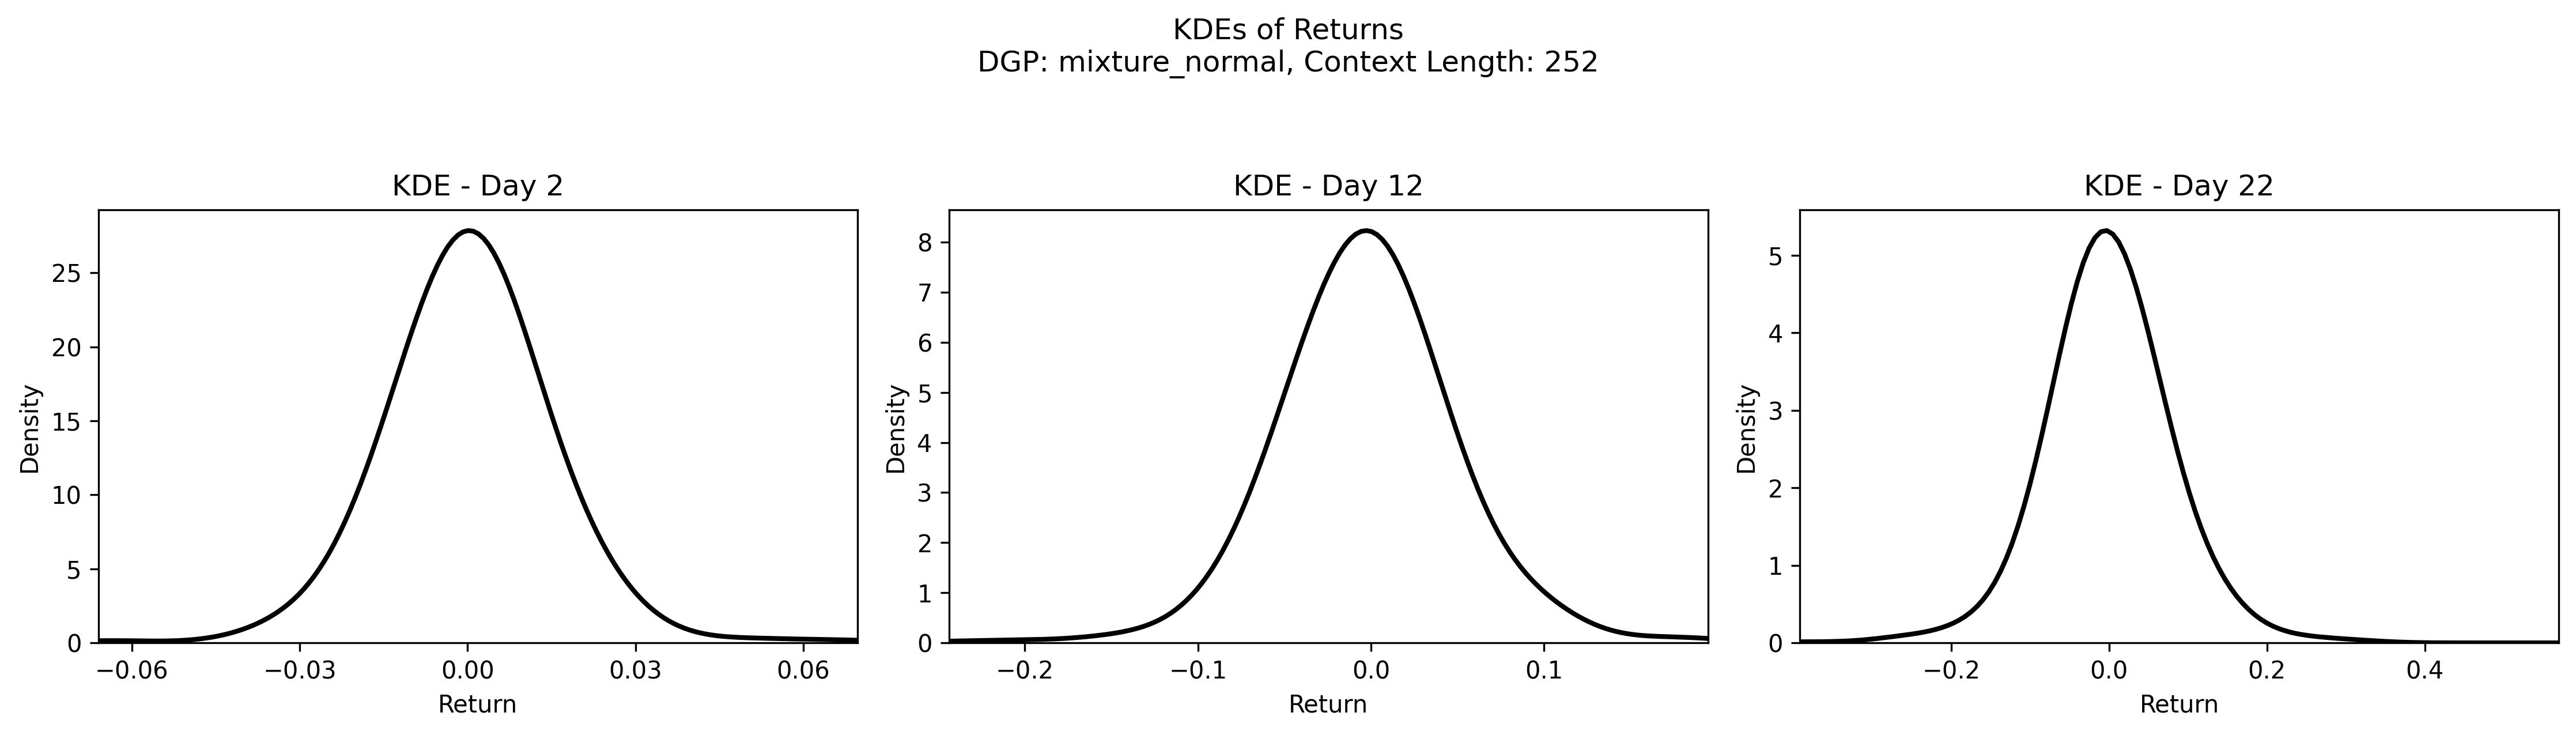 KDEs of Returns
DGP: mixture_normal, Context Length: 252
KDE - Day 2
25
20
15
10
5
0
Density
−0.06 −0.03 0.00 0.03 0.06
Return
KDE - Day 12
8
7
6
5
4
3
2
1
0
Density
−0.2 −0.1 0.0 0.1
Return
KDE - Day 22
5
4
3
2
1
0
Density
−0.2 0.0 0.2 0.4
Return